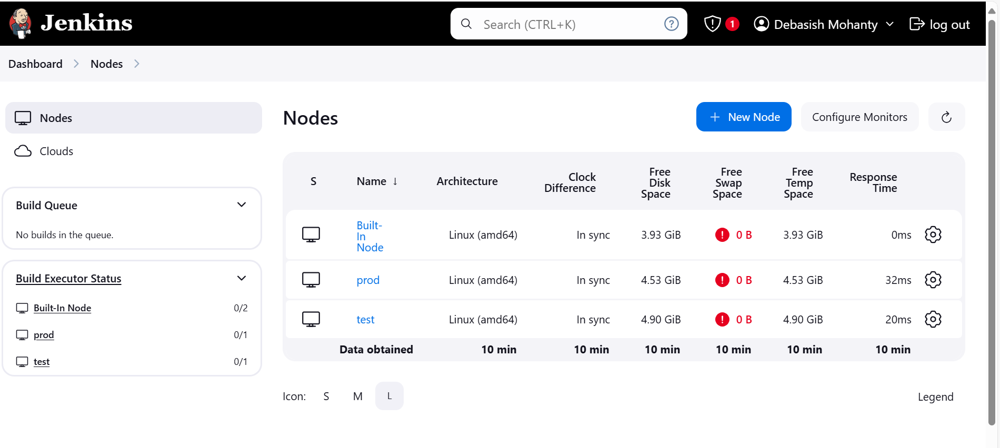 Jenkins
Search (CTRL+K)
1
Debasish Mohanty
log out
Dashboard
Nodes
Nodes
Clouds
Build Queue
No builds in the queue.
Build Executor Status
Built-In Node 0/2
prod 0/1
test 0/1
Nodes
New Node
Configure Monitors
S
Name ↓
Architecture
Clock
Difference
Free
Disk
Space
Free
Swap
Space
Free
Temp
Space
Response
Time
Built-
In
Node
Linux (amd64) In sync 3.93 GiB 0 B 3.93 GiB 0ms
prod Linux (amd64) In sync 4.53 GiB 0 B 4.53 GiB 32ms
test Linux (amd64) In sync 4.90 GiB 0 B 4.90 GiB 20ms
Data obtained 10 min 10 min 10 min 10 min 10 min 10 min
Icon: S M L
Legend